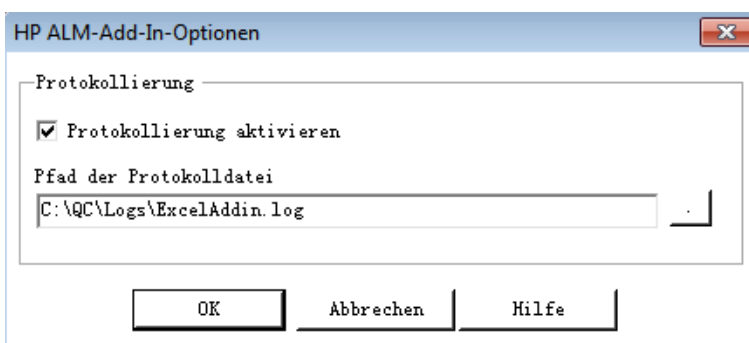 HP ALM-Add-In-Optionen
Protokollierung
Protokollierung aktivieren
Pfad der Protokolldatei
C:\QC\Logs\ExcelAddin.log
.
OK Abbrechen Hilfe